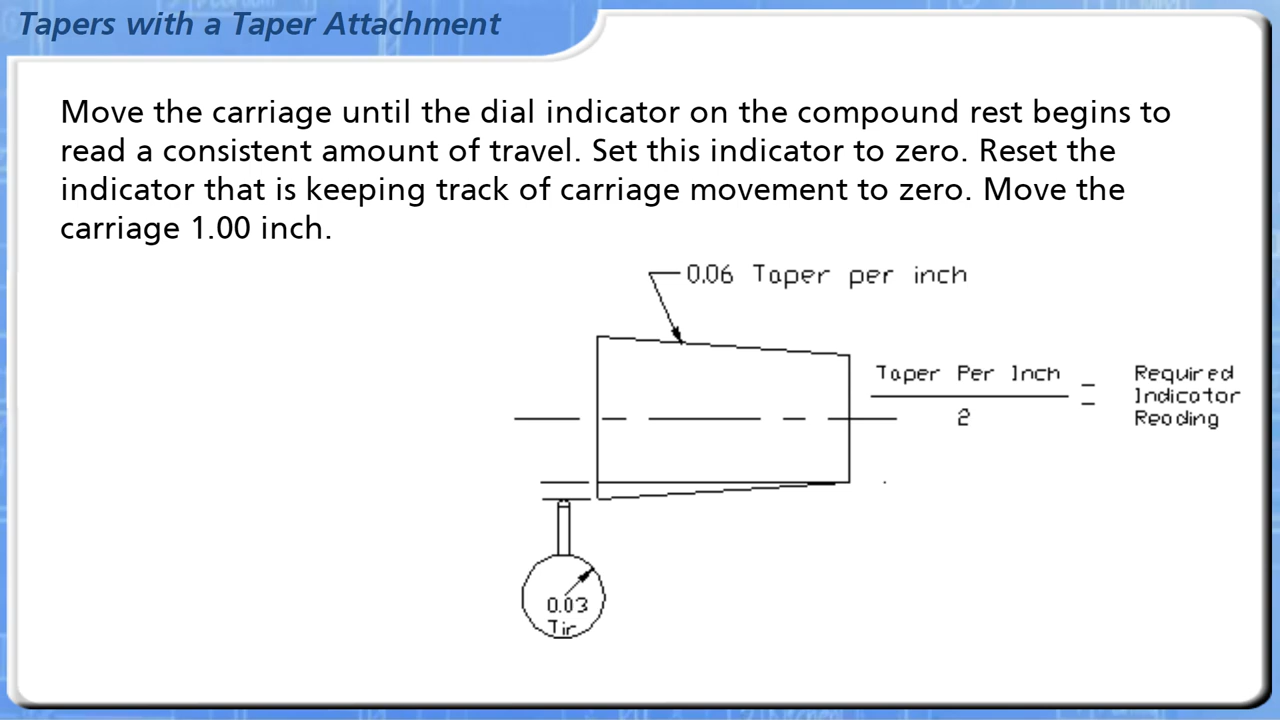 Tapers with a Taper Attachment
Move the carriage until the dial indicator on the compound rest begins to
read a consistent amount of travel. Set this indicator to zero. Reset the
indicator that is keeping track of carriage movement to zero. Move the
carriage 1.00 inch.
0.06 Taper per inch
Taper Per Inch
2
=
Required
Indicator
Reading
0.03
Tir